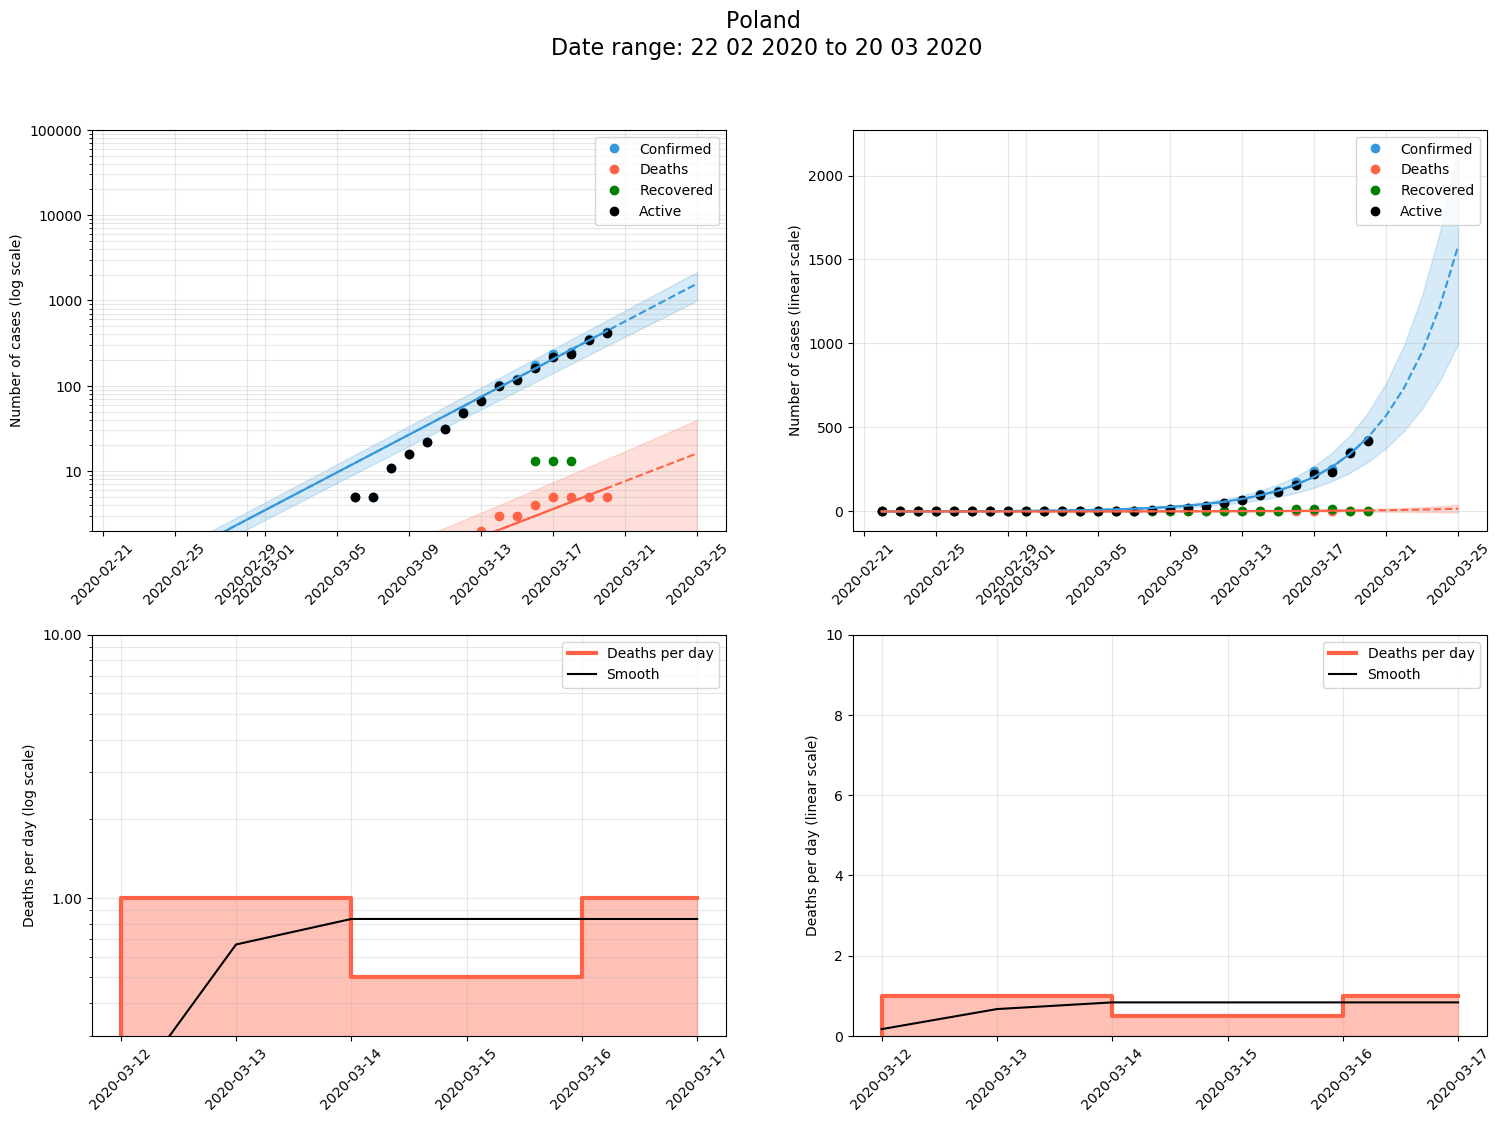 Poland
Date range: 22 02 2020 to 20 03 2020
Number of cases (log scale)
100000
10000
1000
100
10
Confirmed
Deaths
Recovered
Active
2020-02-21
2020-02-25
2020-02-29
2020-03-01
2020-03-05
2020-03-09
2020-03-13
2020-03-17
2020-03-21
2020-03-25
Number of cases (linear scale)
2000
1500
1000
500
0
Confirmed
Deaths
Recovered
Active
2020-02-21
2020-02-25
2020-02-29
2020-03-01
2020-03-05
2020-03-09
2020-03-13
2020-03-17
2020-03-21
2020-03-25
Deaths per day (log scale)
10.00
1.00
Deaths per day
Smooth
2020-03-12
2020-03-13
2020-03-14
2020-03-15
2020-03-16
2020-03-17
Deaths per day (linear scale)
10
8
6
4
2
0
Deaths per day
Smooth
2020-03-12
2020-03-13
2020-03-14
2020-03-15
2020-03-16
2020-03-17